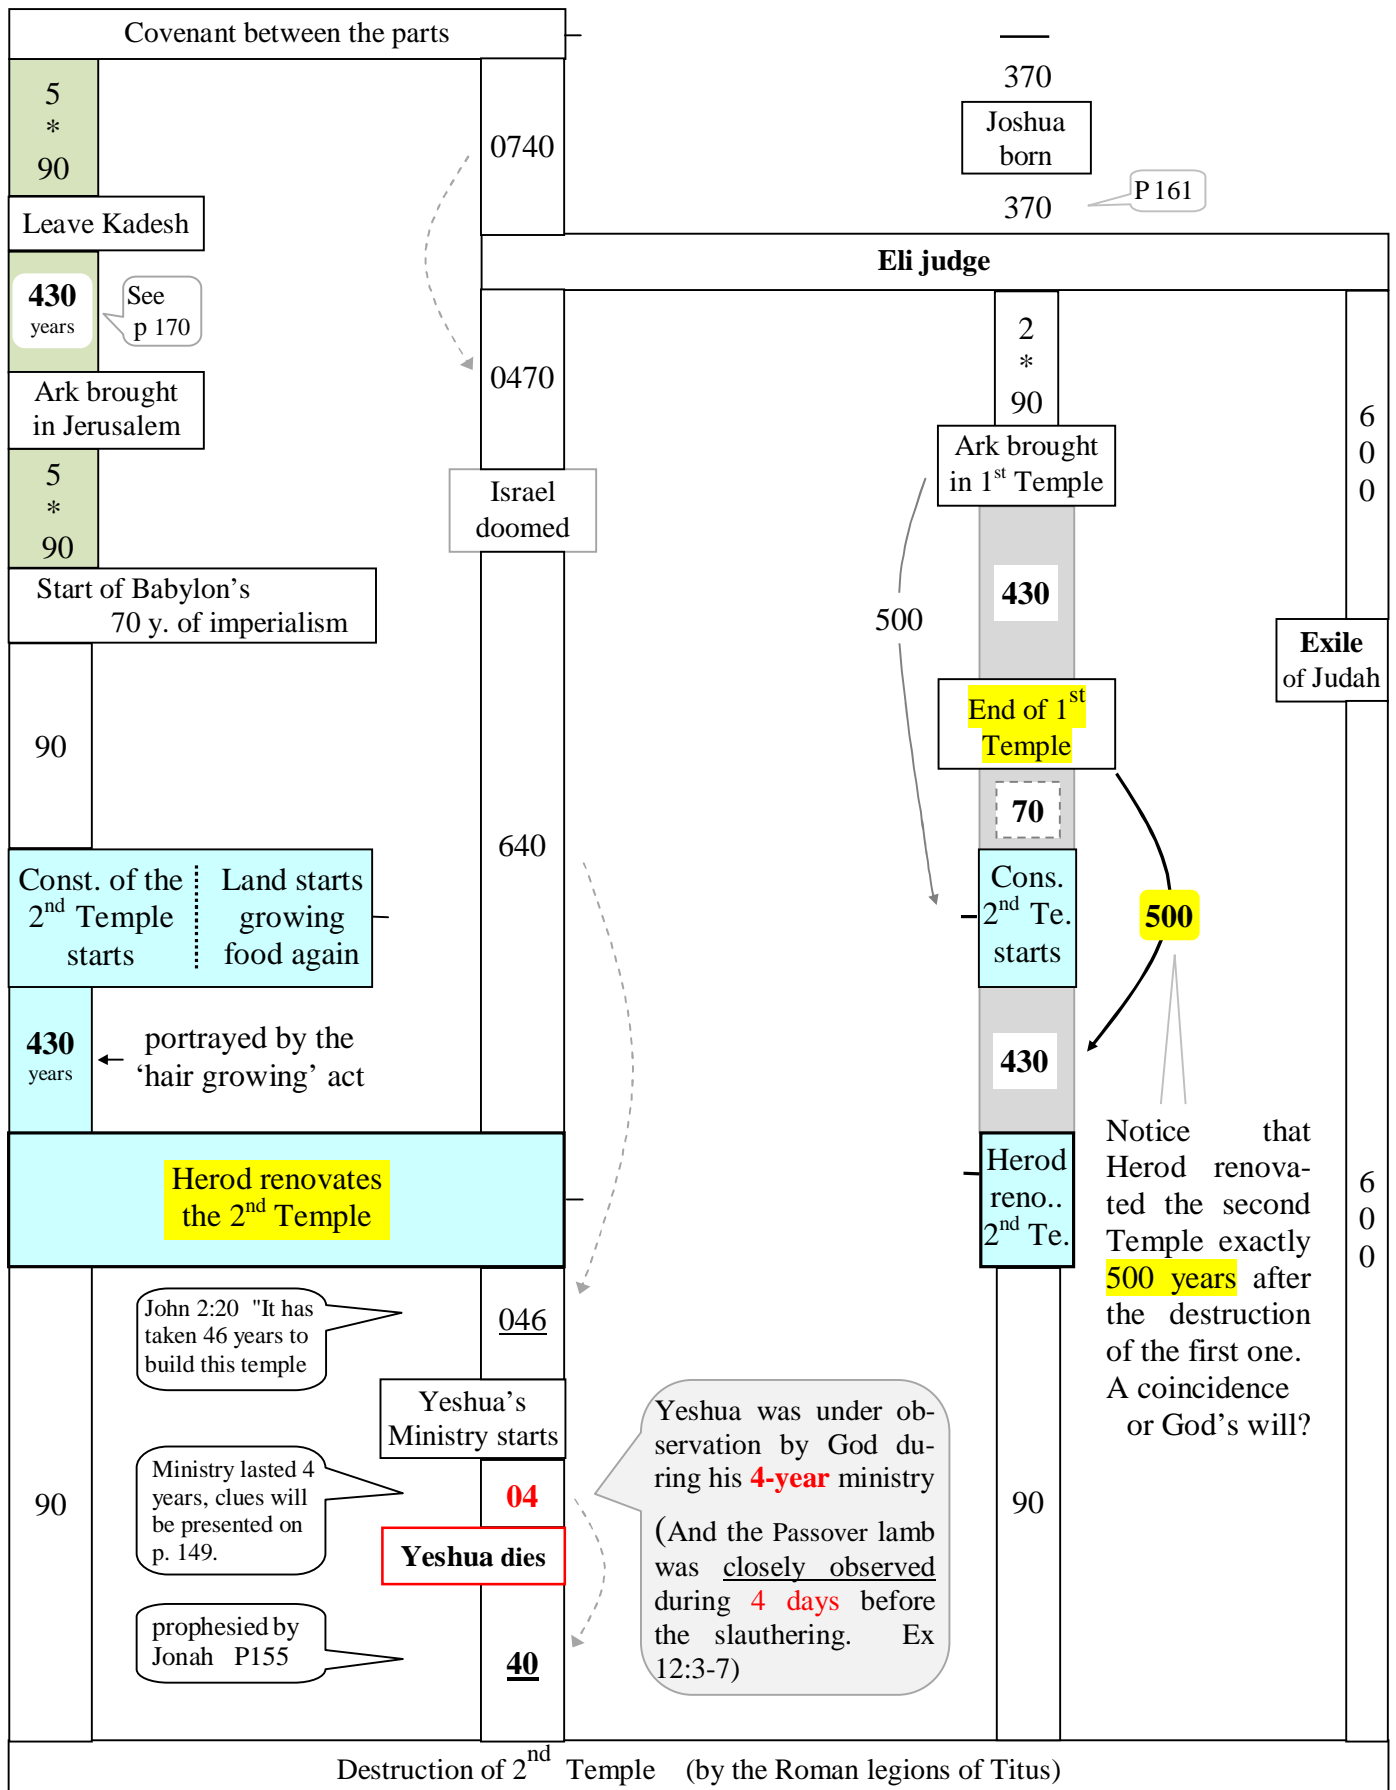 Covenant between the parts
5
*
90
Leave Kadesh
430
years
See
p 170
Ark brought
in Jerusalem
5
*
90
Start of Babylon's
70 y. of imperialism
90
Const. of the
2nd Temple
starts
Land starts
growing
food again
430
years
portrayed by the
'hair growing' act
Herod renovates
the 2nd Temple
90
0740
0470
Israel
doomed
640
John 2:20 "It has
taken 46 years to
build this temple
046
Yeshua's
Ministry starts
Ministry lasted 4
years, clues will
be presented on
p. 149.
04
Yeshua dies
prophesied by
Jonah P155
40
Yeshua was under ob-
servation by God du-
ring his 4-year ministry
(And the Passover lamb
was closely observed
during 4 days before
the slauthering. Ex
12:3-7)
370
Joshua
born
370
P 161
Eli judge
2
*
90
Ark brought
in 1st Temple
500
430
End of 1st
Temple
70
Cons.
2nd Te.
starts
500
430
Herod
reno..
2nd Te.
90
Notice that
Herod renova-
ted the second
Temple exactly
500 years after
the destruction
of the first one.
A coincidence
or God's will?
6
0
0
Exile
of Judah
6
0
0
Destruction of 2nd Temple (by the Roman legions of Titus)